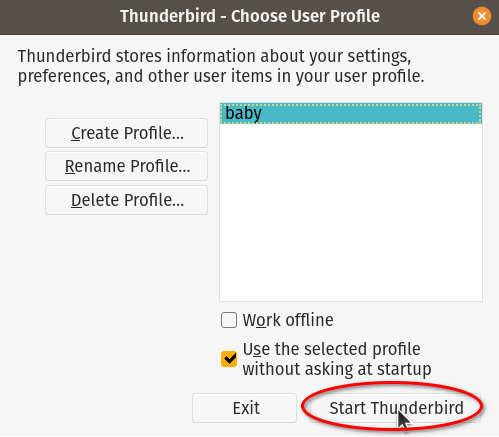 Thunderbird - Choose User Profile
Thunderbird stores information about your settings,
preferences, and other user items in your user profile.
baby
Create Profile...
Rename Profile...
Delete Profile...
Work offline
Use the selected profile
without asking at startup
Exit
Start Thunderbird